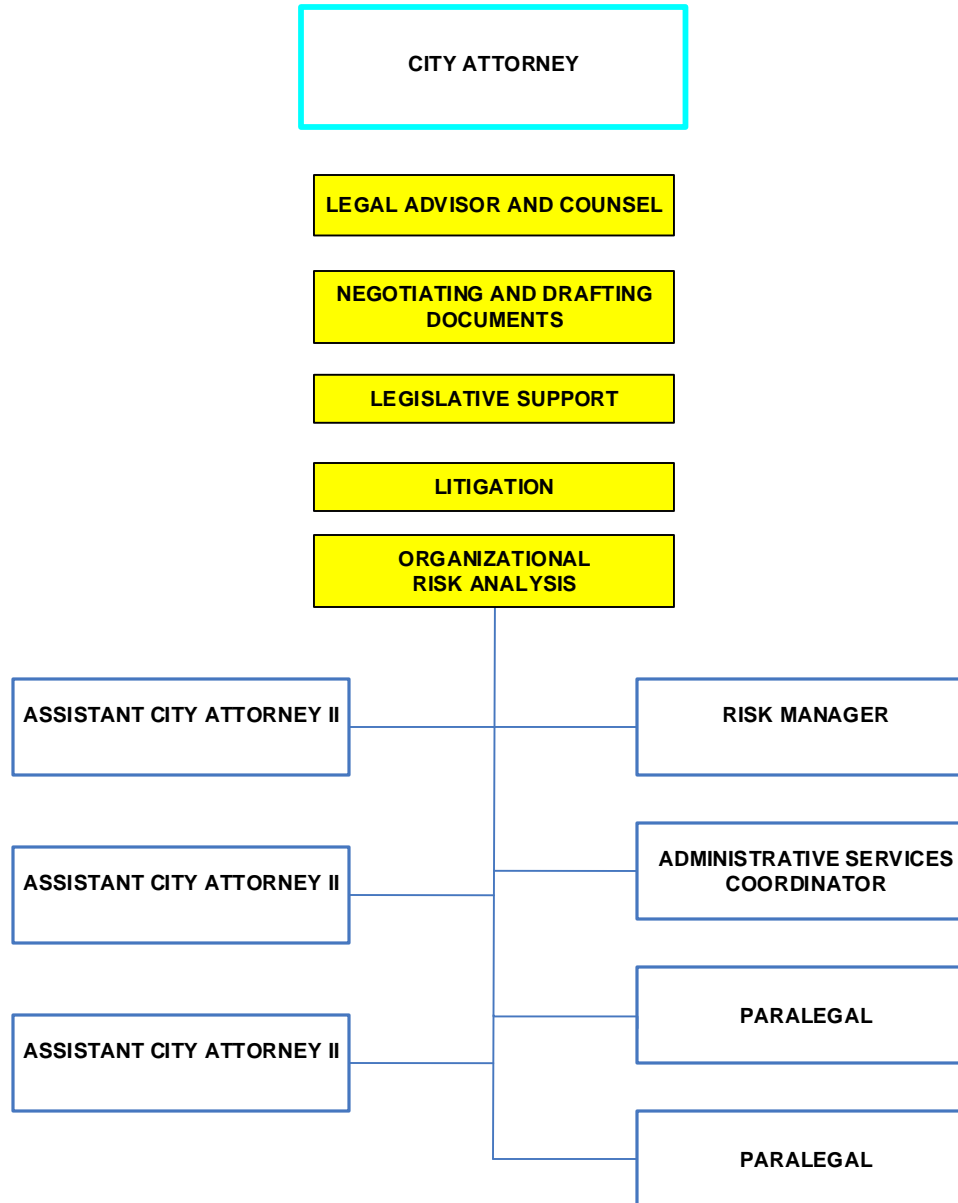 CITY ATTORNEY
LEGAL ADVISOR AND COUNSEL
NEGOTIATING AND DRAFTING
DOCUMENTS
LEGISLATIVE SUPPORT
LITIGATION
ORGANIZATIONAL
RISK ANALYSIS
ASSISTANT CITY ATTORNEY II
RISK MANAGER
ASSISTANT CITY ATTORNEY II
ADMINISTRATIVE SERVICES
COORDINATOR
ASSISTANT CITY ATTORNEY II
PARALEGAL
PARALEGAL